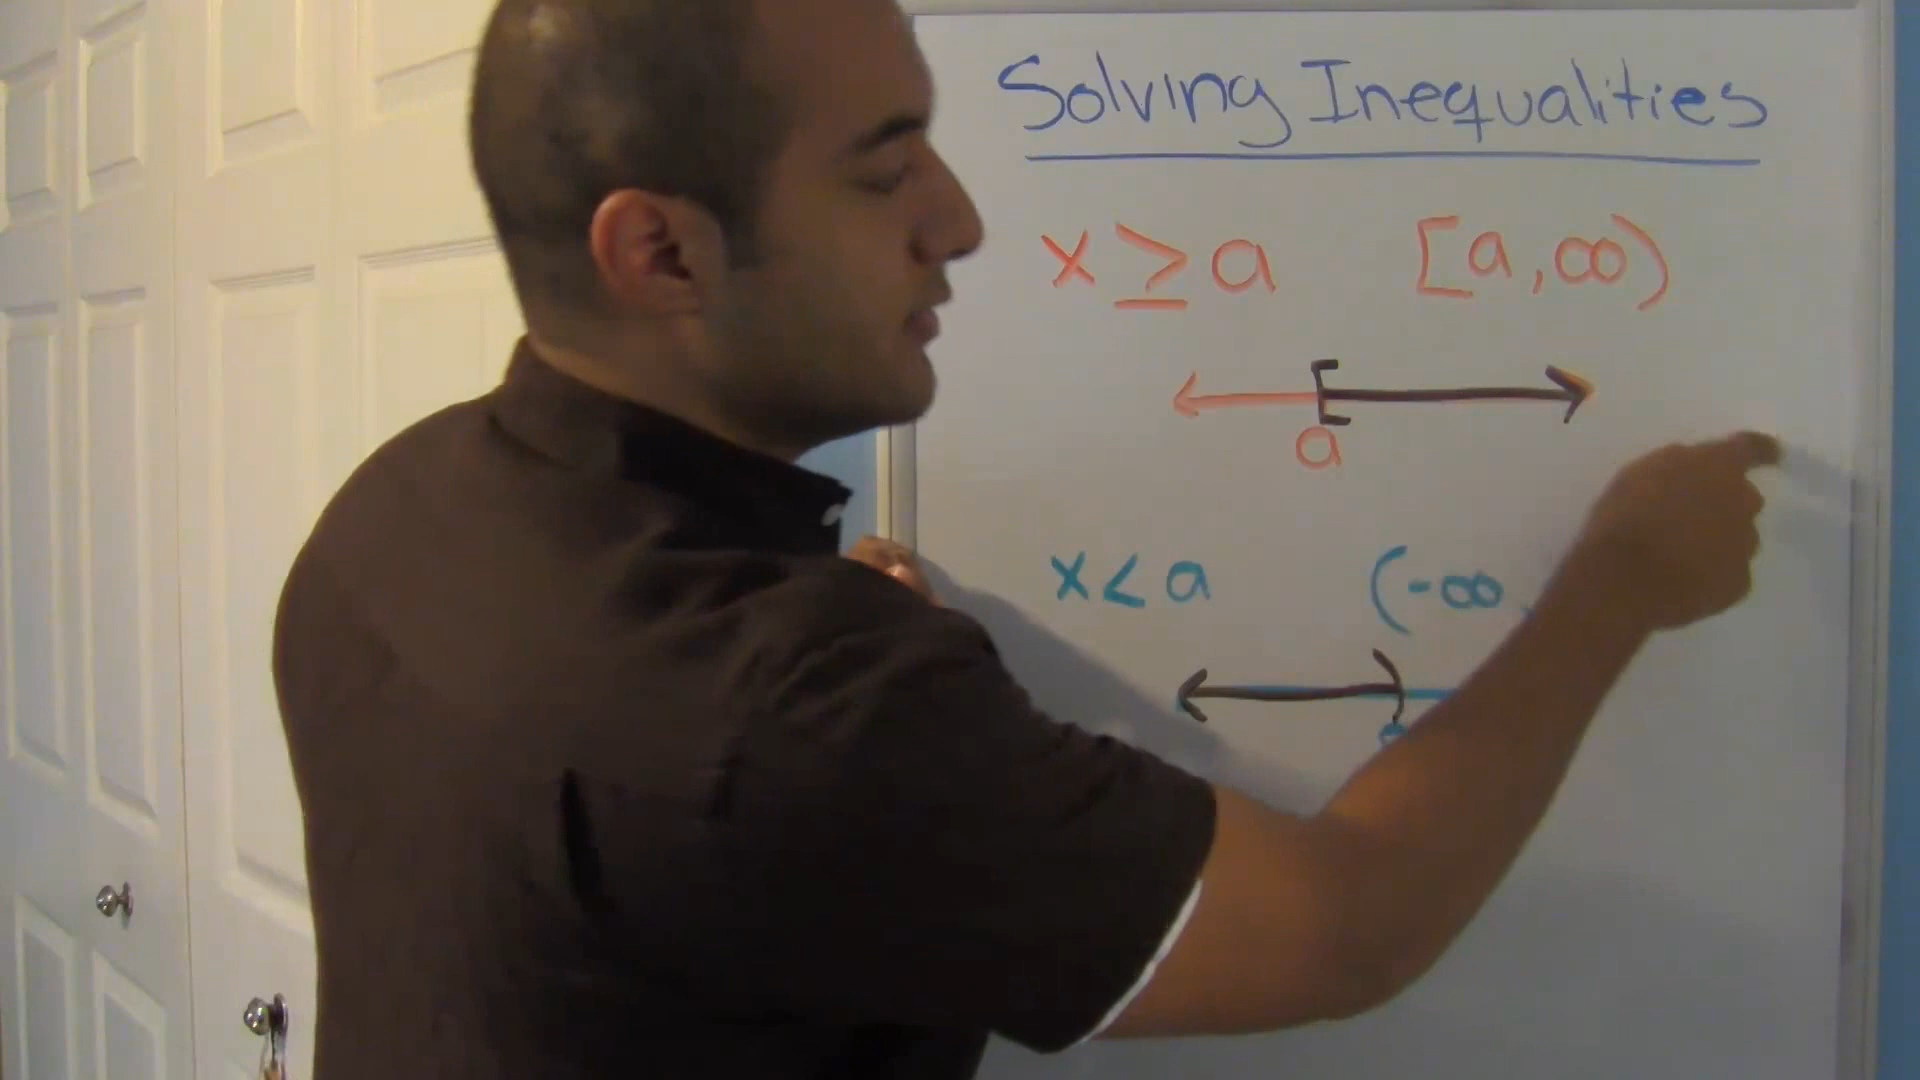 Solving Inequalities
x ≥ a [a, ∞)
a
x < a (-∞,